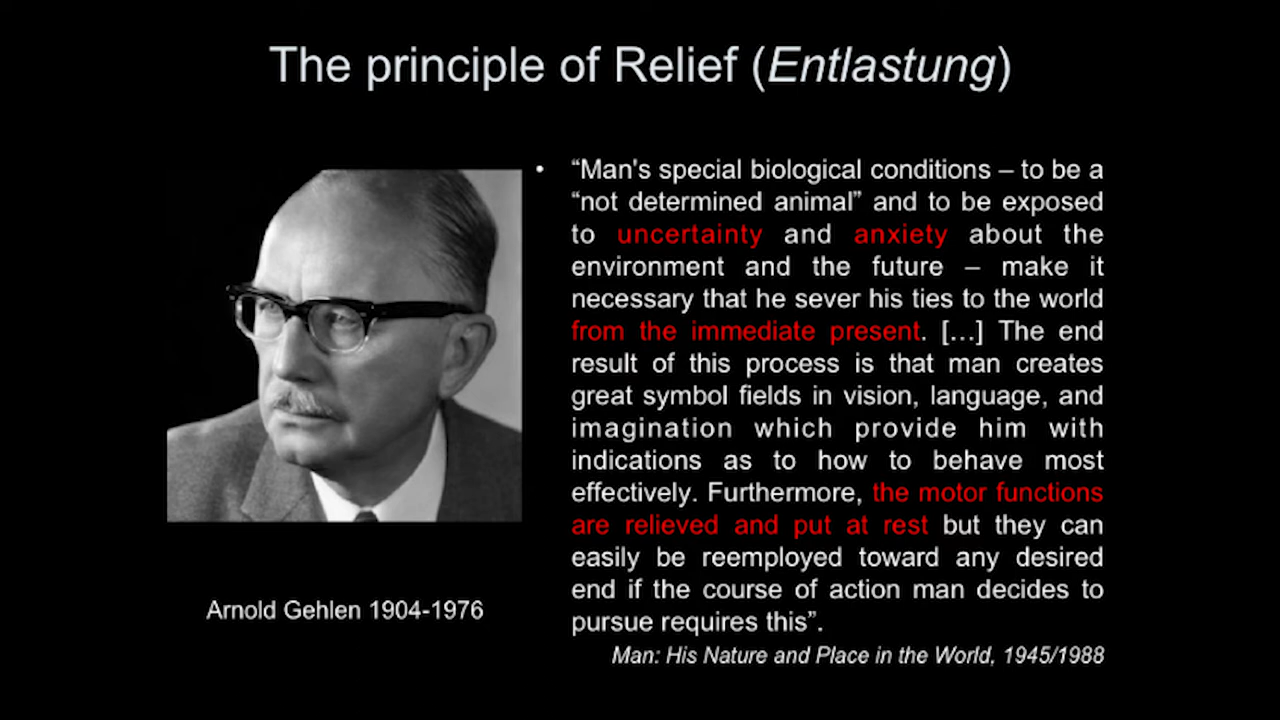 The principle of Relief (Entlastung)
• “Man's special biological conditions – to be a
“not determined animal” and to be exposed
to uncertainty and anxiety about the
environment and the future – make it
necessary that he sever his ties to the world
from the immediate present. […] The end
result of this process is that man creates
great symbol fields in vision, language, and
imagination which provide him with
indications as to how to behave most
effectively. Furthermore, the motor functions
are relieved and put at rest but they can
easily be reemployed toward any desired
end if the course of action man decides to
pursue requires this”.
Man: His Nature and Place in the World, 1945/1988
Arnold Gehlen 1904-1976